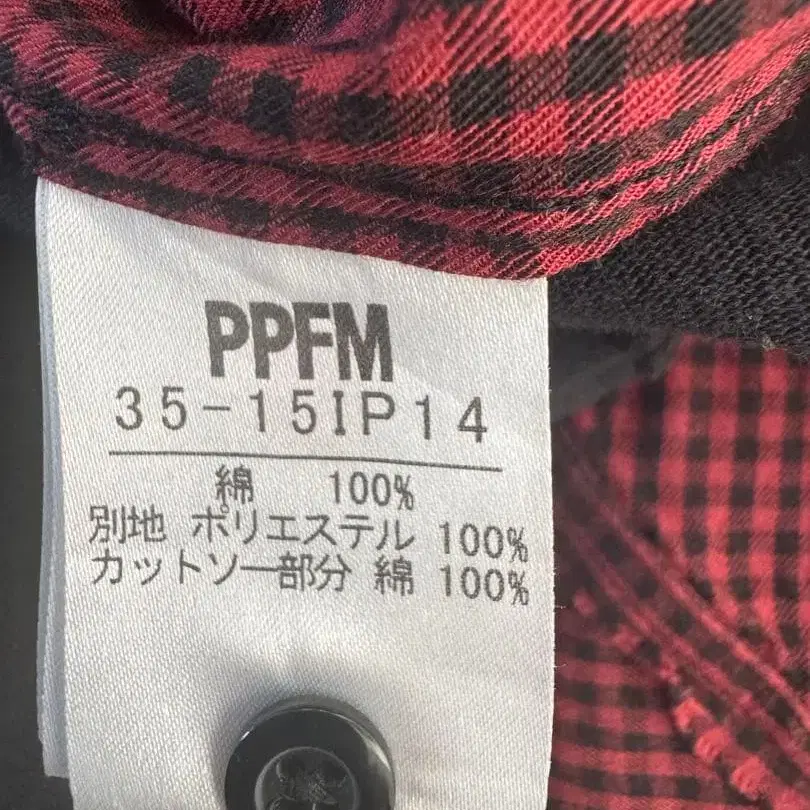 PPFM
35-15IP14
綿 100%
別地 ポリエステル 100%
カットソー部分 綿 100%